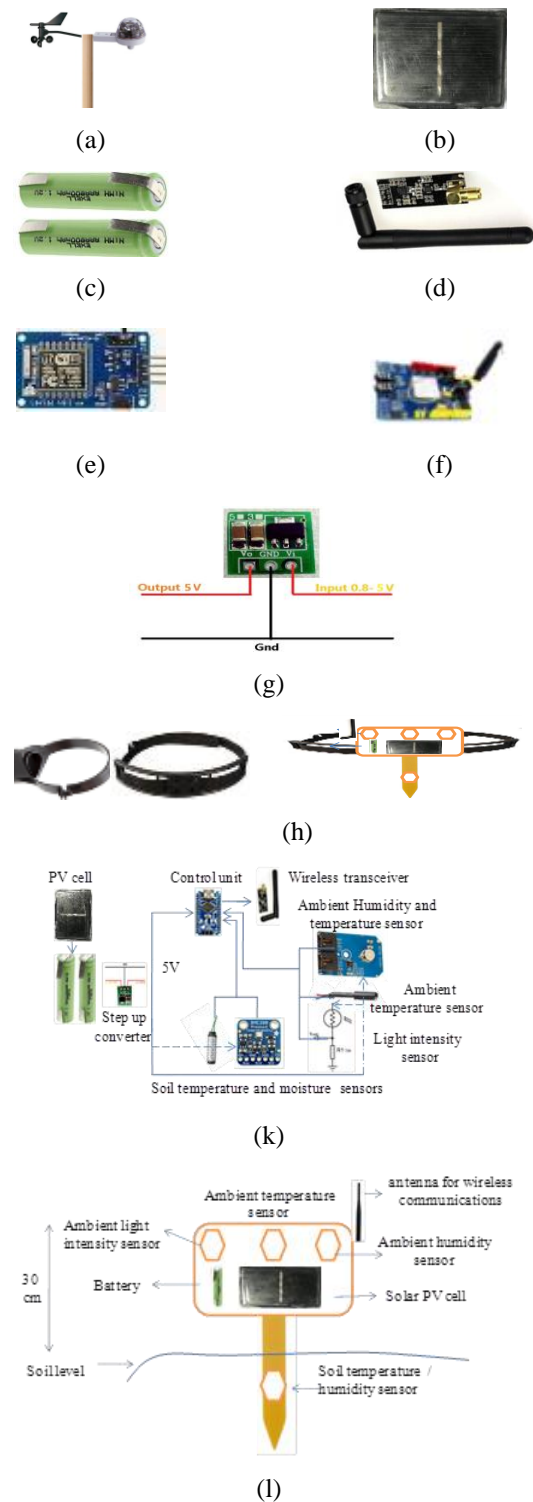 (a)
(b)
(c)
(d)
(e)
(f)
Vo GND Vi
Output 5V
Input 0.8- 5V
Gnd
(g)
(h)
PV cell
Control unit
Wireless transceiver
Ambient Humidity and
temperature sensor
5V
Step up
converter
Ambient
temperature sensor
Light intensity
sensor
Soil temperature and moisture sensors
(k)
antenna for wireless
communications
Ambient temperature
sensor
Ambient light
intensity sensor
Ambient humidity
sensor
30
cm
Battery
Solar PV cell
Soil level
Soil temperature /
humidity sensor
(l)